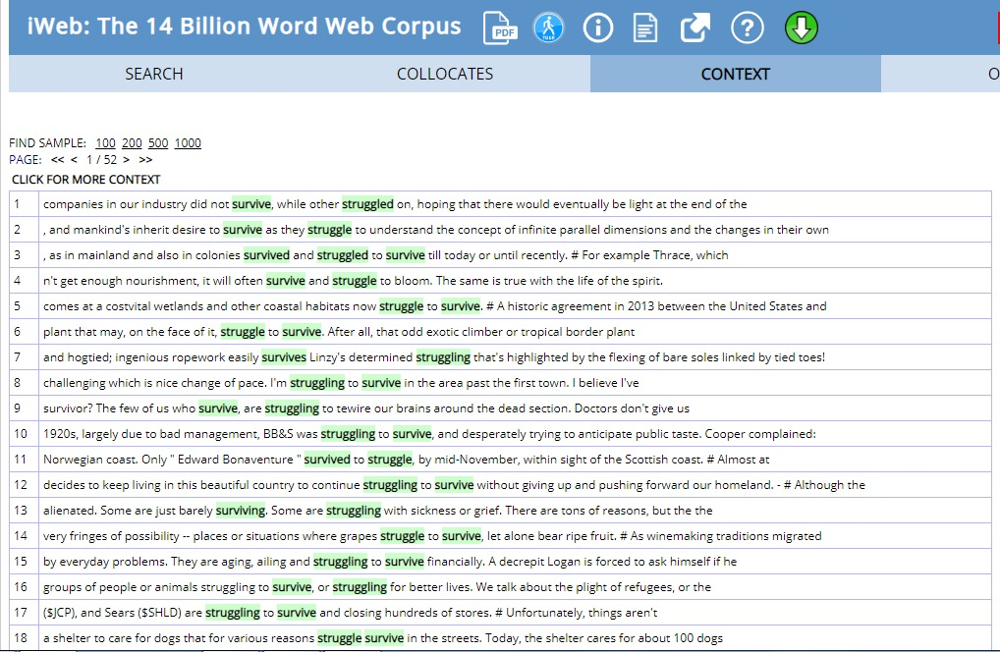 iWeb: The 14 Billion Word Web Corpus PDF TOUR
SEARCH COLLOCATES CONTEXT O
FIND SAMPLE: 100 200 500 1000
PAGE: << < 1 / 52 > >>
CLICK FOR MORE CONTEXT
1 companies in our industry did not survive, while other struggled on, hoping that there would eventually be light at the end of the
2 , and mankind's inherit desire to survive as they struggle to understand the concept of infinite parallel dimensions and the changes in their own
3 , as in mainland and also in colonies survived and struggled to survive till today or until recently. # For example Thrace, which
4 n't get enough nourishment, it will often survive and struggle to bloom. The same is true with the life of the spirit.
5 comes at a costvital wetlands and other coastal habitats now struggle to survive. # A historic agreement in 2013 between the United States and
6 plant that may, on the face of it, struggle to survive. After all, that odd exotic climber or tropical border plant
7 and hogtied; ingenious ropework easily survives Linzy's determined struggling that's highlighted by the flexing of bare soles linked by tied toes!
8 challenging which is nice change of pace. I'm struggling to survive in the area past the first town. I believe I've
9 survivor? The few of us who survive, are struggling to tewire our brains around the dead section. Doctors don't give us
10 1920s, largely due to bad management, BB&S was struggling to survive, and desperately trying to anticipate public taste. Cooper complained:
11 Norwegian coast. Only " Edward Bonaventure " survived to struggle, by mid-November, within sight of the Scottish coast. # Almost at
12 decides to keep living in this beautiful country to continue struggling to survive without giving up and pushing forward our homeland. - # Although the
13 alienated. Some are just barely surviving. Some are struggling with sickness or grief. There are tons of reasons, but the the
14 very fringes of possibility -- places or situations where grapes struggle to survive, let alone bear ripe fruit. # As winemaking traditions migrated
15 by everyday problems. They are aging, ailing and struggling to survive financially. A decrepit Logan is forced to ask himself if he
16 groups of people or animals struggling to survive, or struggling for better lives. We talk about the plight of refugees, or the
17 ($JCP), and Sears ($SHLD) are struggling to survive and closing hundreds of stores. # Unfortunately, things aren't
18 a shelter to care for dogs that for various reasons struggle survive in the streets. Today, the shelter cares for about 100 dogs